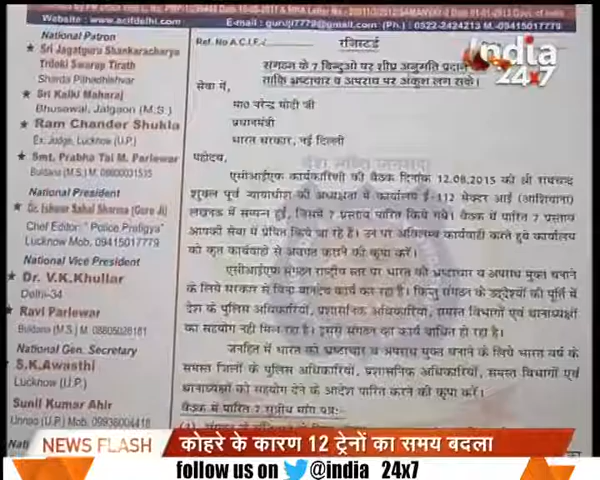 Website : www.acifdelhi.com
E-mail : guruji7779@gmail.com (Ph.) : 0522-2424213 M.-09415017779
National Patron
★ Sri Jagatguru Shankaracharya
Triloki Swarup Tirath
Sharda Pithadhishvar
★ Sri Kalki Maharaj
Bhusawal, Jalgaon (M.S.)
★ Ram Chander Shukla
Ex. Judge, Lucknow (U.P.)
★ Smt. Prabha Tai M. Parlewar
Buldana (M.S.) M. 08800031535
National President
★ Dr. Eshwar Sahai Sharma (Guru Ji)
Chef Editor: " Police Pratigya"
Lucknow Mob. 09415017779
National Vice President
★ Dr. V.K.Khullar
Delhi-34
★ Ravi Parlewar
Buldana (M.S.) M. 08805028181
National Gen. Secretary
★ S.K.Awasthi
Lucknow (U.P.)
Sunil Kumar Ahir
Unnao (U.P.) Mob. 09936004418
Nati
Ref. No A.C.I.F./
रजिस्टर्ड
संगठन के 7 बिन्दुओ पर शीघ्र अनुमति प्रदान
ताकि भ्रष्टाचार व अपराध पर अंकुश लग सके।
सेवा में,
मा0 नरेन्द्र मोदी जी
प्रधानमंत्री
भारत सरकार, नई दिल्ली
महोदय,
एसीआईएफ कार्यकारिणी की बैठक दिनांक 12.08.2015 को श्री रामचन्द्र
शुक्ल पूर्व न्यायाधीश की अध्यक्षता में कार्यालय ई-112 सेक्टर आई (आशियाना)
लखनऊ में सम्पन्न हुई, जिसमें 7 प्रस्ताव पारित किये गये। बैठक में पारित 7 प्रस्ताव
आपकी सेवा में प्रेषित किये जा रहे हैं। उन पर अविलम्ब कार्यवाही करते हुये कार्यालय
को कृत कार्यवाही से अवगत कराने की कृपा करें।
एसीआईएफ संगठन राष्ट्रीय स्तर पर भारत को भ्रष्टाचार व अपराध मुक्त बनाने
के लिये सरकार से बिना मानदेय कार्य कर रहा है। किन्तु संगठन के उद्देश्यों की पूर्ति में
देश के पुलिस अधिकारियों, प्रशासनिक अधिकारियों, समस्त विभागों एवं थानाध्यक्षों
का सहयोग नही मिल रहा है। इससे संगठन का कार्य बाधित हो रहा है।
जनहित में भारत को भ्रष्टाचार व अपराध मुक्त बनाने के लिये भारत वर्ष के
समस्त जिलों के पुलिस अधिकारियों, प्रशासनिक अधिकारियों, समस्त विभागों एवं
थानाध्यक्षों को सहयोग देने के आदेश पारित करने की कृपा करें।
बैठक में पारित 7 सूत्रीय मांग पत्र:-
India
24x7
NEWS FLASH
कोहरे के कारण 12 ट्रेनों का समय बदला
follow us on @india 24x7